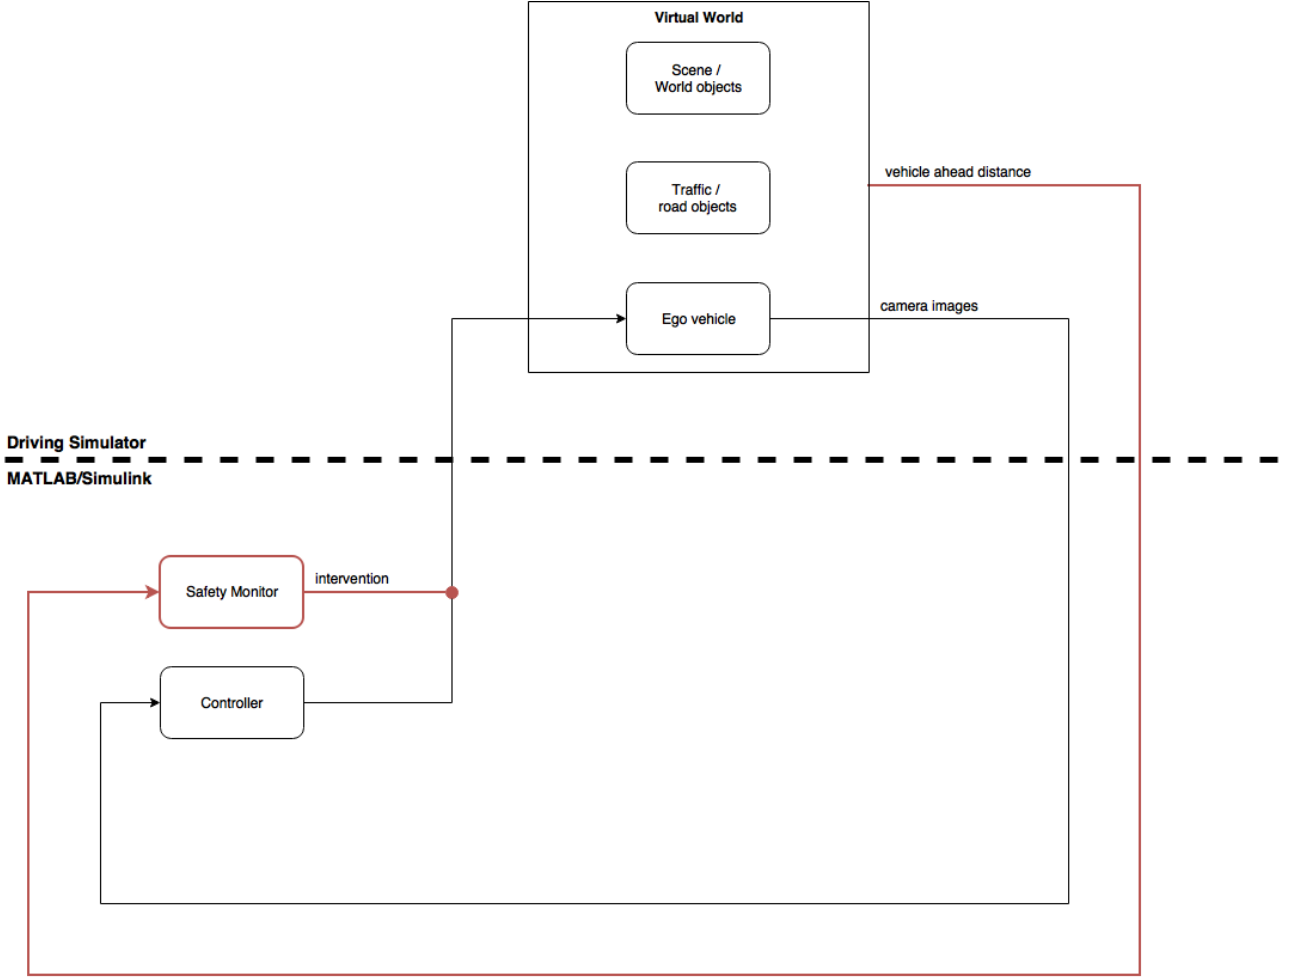 Virtual World
Scene /
World objects
vehicle ahead distance
Traffic /
road objects
camera images
Ego vehicle
Driving Simulator
MATLAB/Simulink
intervention
Safety Monitor
Controller